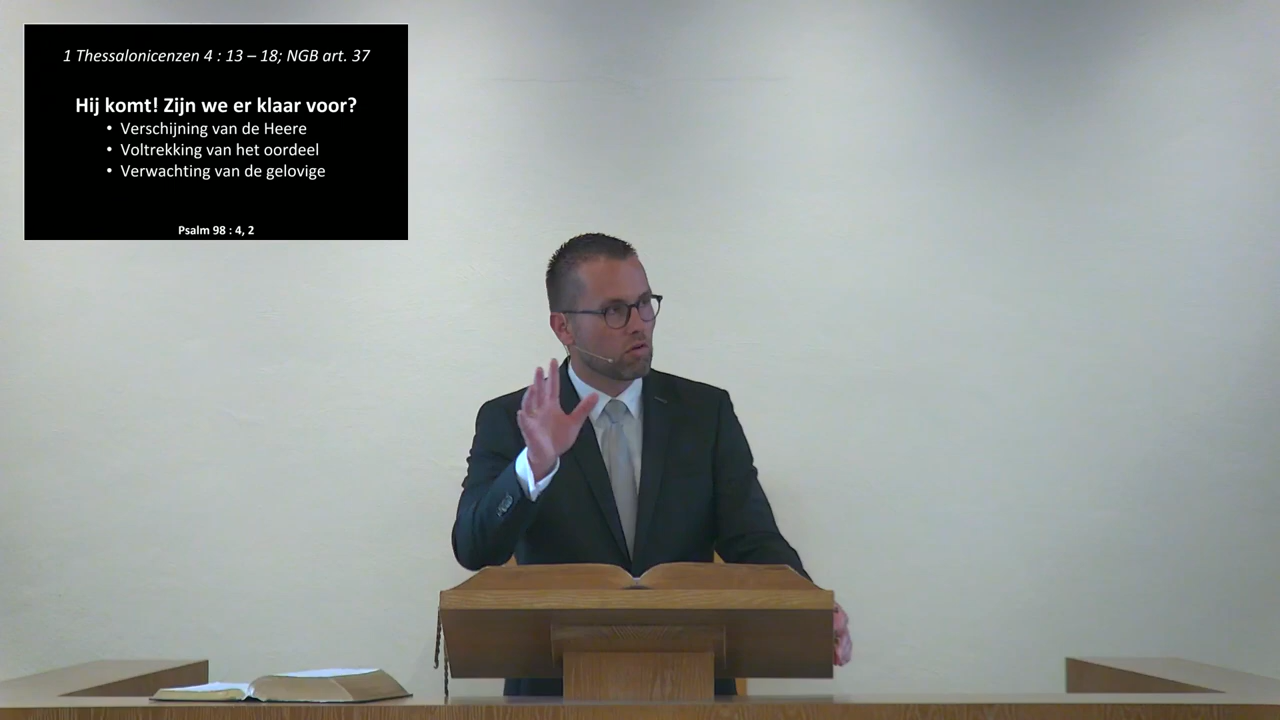 1 Thessalonicenzen 4 : 13 – 18; NGB art. 37
Hij komt! Zijn we er klaar voor?
• Verschijning van de Heere
• Voltrekking van het oordeel
• Verwachting van de gelovige
Psalm 98 : 4, 2